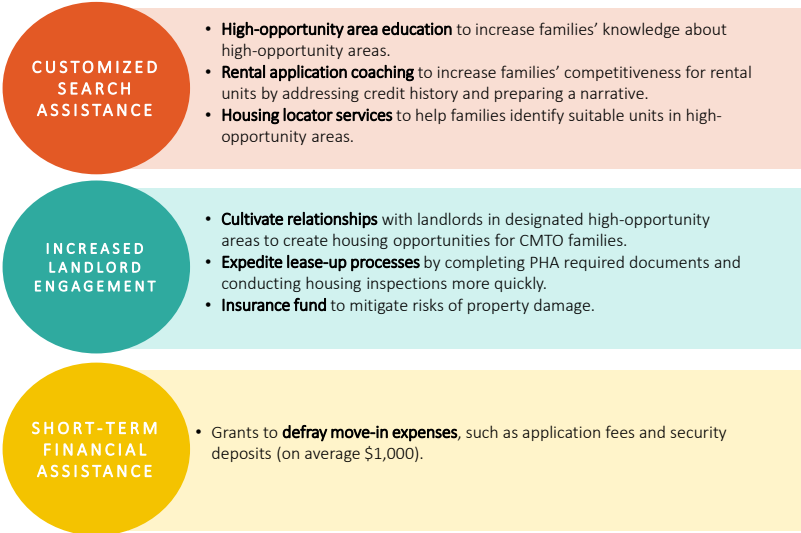 CUSTOMIZED
SEARCH
ASSISTANCE
• High-opportunity area education to increase families’ knowledge about
high-opportunity areas.
• Rental application coaching to increase families’ competitiveness for rental
units by addressing credit history and preparing a narrative.
• Housing locator services to help families identify suitable units in high-
opportunity areas.
INCREASED
LANDLORD
ENGAGEMENT
• Cultivate relationships with landlords in designated high-opportunity
areas to create housing opportunities for CMTO families.
• Expedite lease-up processes by completing PHA required documents and
conducting housing inspections more quickly.
• Insurance fund to mitigate risks of property damage.
SHORT-TERM
FINANCIAL
ASSISTANCE
• Grants to defray move-in expenses, such as application fees and security
deposits (on average $1,000).